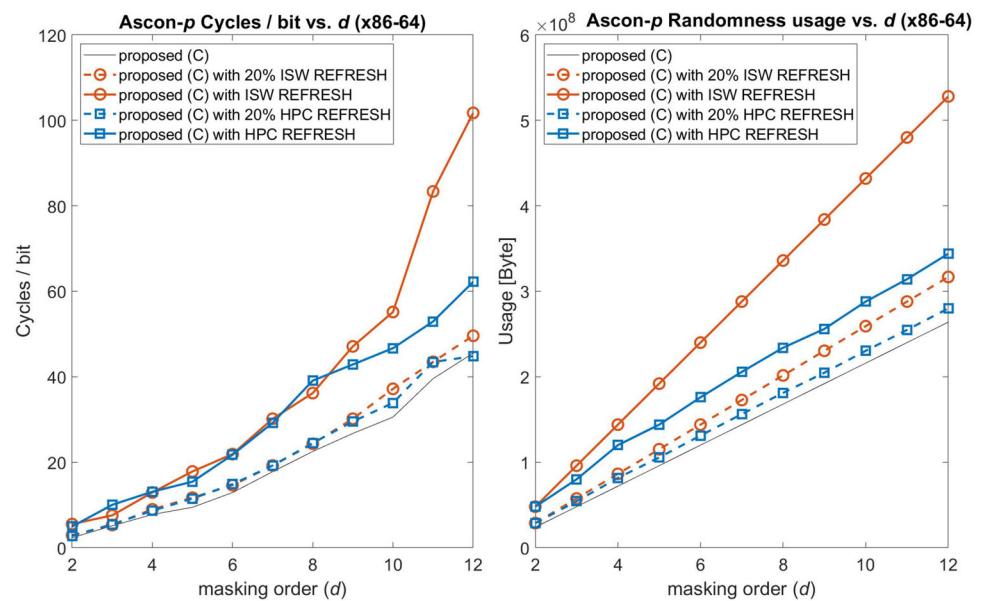 Ascon-p Cycles / bit vs. d (x86-64)
120
100
80
60
40
20
0
Cycles / bit
proposed (C)
proposed (C) with 20% ISW REFRESH
proposed (C) with ISW REFRESH
proposed (C) with 20% HPC REFRESH
proposed (C) with HPC REFRESH
2 4 6 8 10 12
masking order (d)
×10⁸ Ascon-p Randomness usage vs. d (x86-64)
6
5
4
3
2
1
0
Usage [Byte]
proposed (C)
proposed (C) with 20% ISW REFRESH
proposed (C) with ISW REFRESH
proposed (C) with 20% HPC REFRESH
proposed (C) with HPC REFRESH
2 4 6 8 10 12
masking order (d)